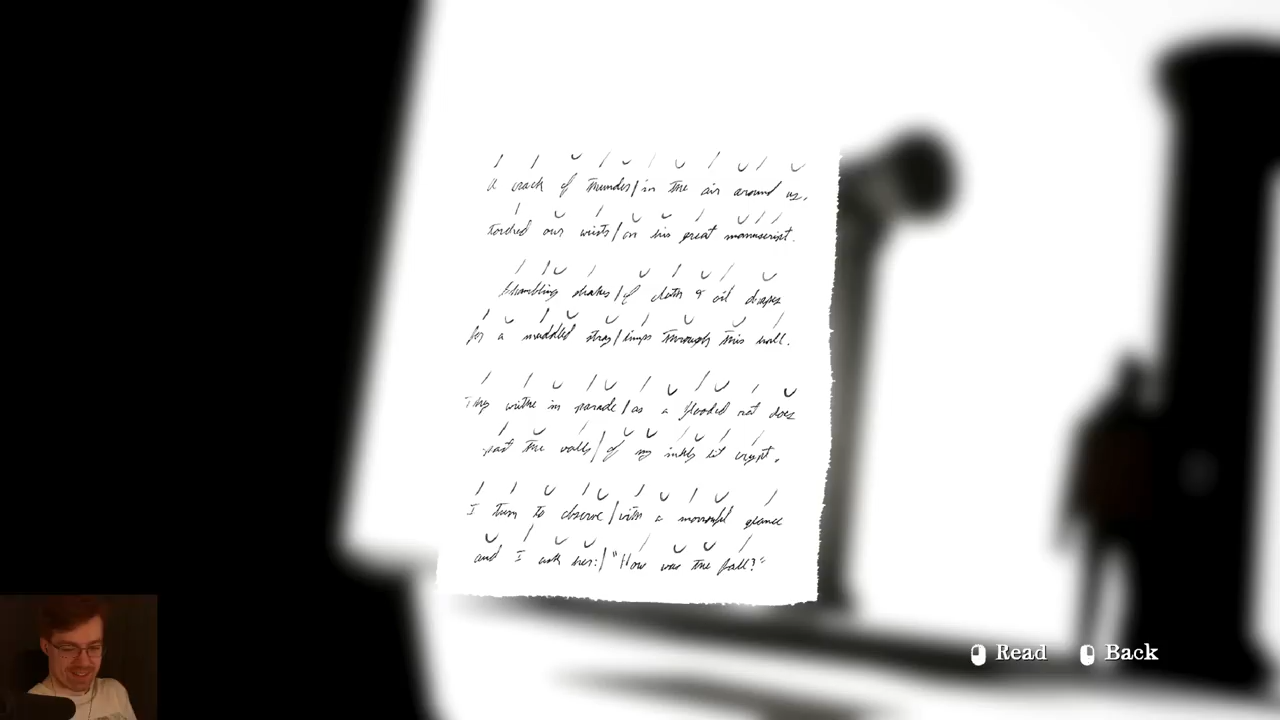 A crack of thunder/in the air around us,
torched our wrists/on his great manuscript.
shambling shakes/of cloth & oil drapes
for a muddled stray/limps through this hall.
They writhe in parade/as a flooded rat does
past the walls/of my inkly lit crypt.
I turn to observe/with a mournful glance
and I ask her:/"How was the fall?"
Read
Back